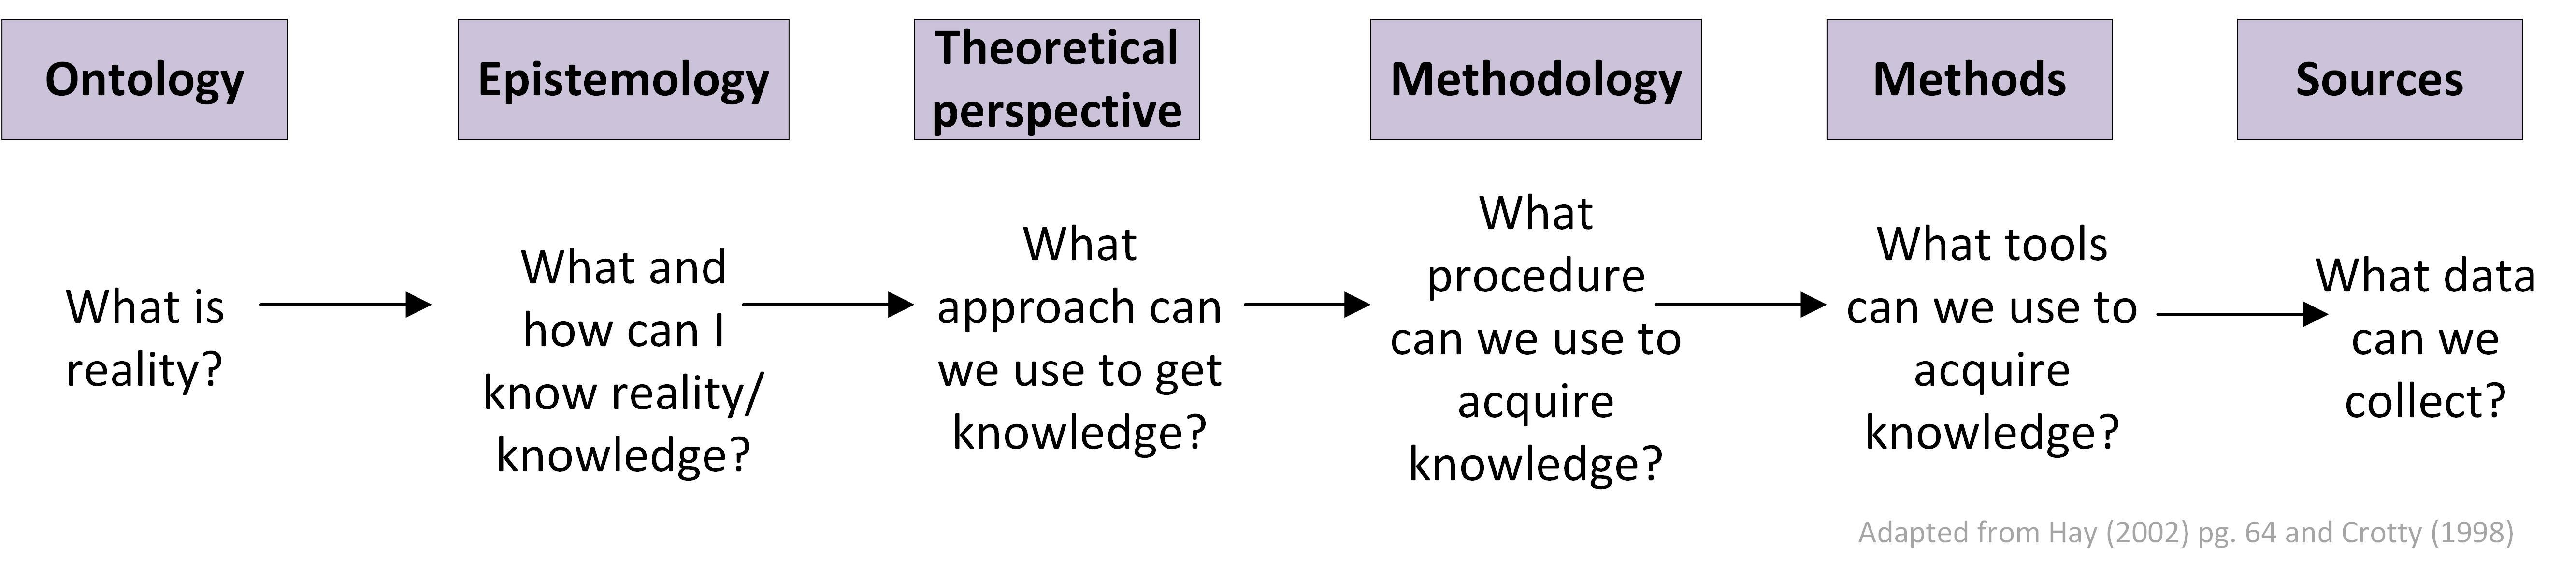 Ontology
Epistemology
Theoretical
perspective
Methodology
Methods
Sources
What is
reality?
What and
how can I
know reality/
knowledge?
What
approach can
we use to get
knowledge?
What
procedure
can we use to
acquire
knowledge?
What tools
can we use to
acquire
knowledge?
What data
can we
collect?
Adapted from Hay (2002) pg. 64 and Crotty (1998)